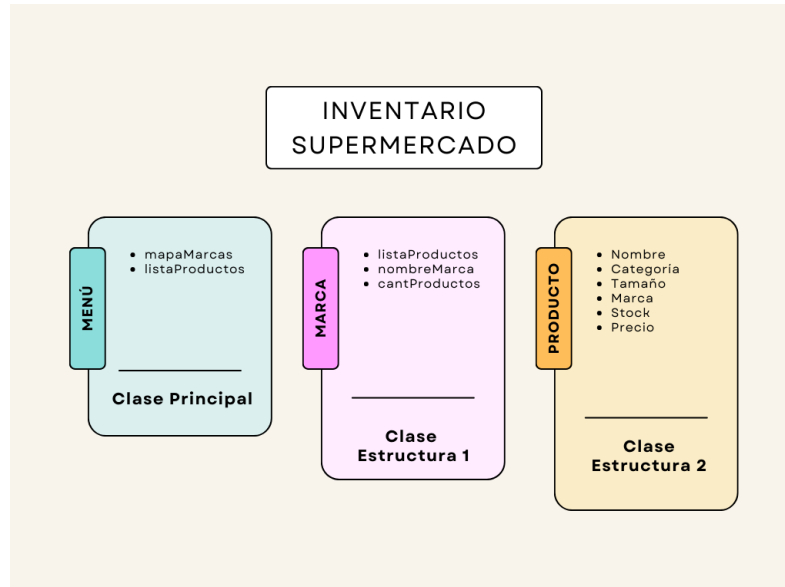 INVENTARIO
SUPERMERCADO
MENÚ
mapaMarcas
listaProductos
Clase Principal
MARCA
listaProductos
nombreMarca
cantProductos
Clase
Estructura 1
PRODUCTO
Nombre
Categoría
Tamaño
Marca
Stock
Precio
Clase
Estructura 2